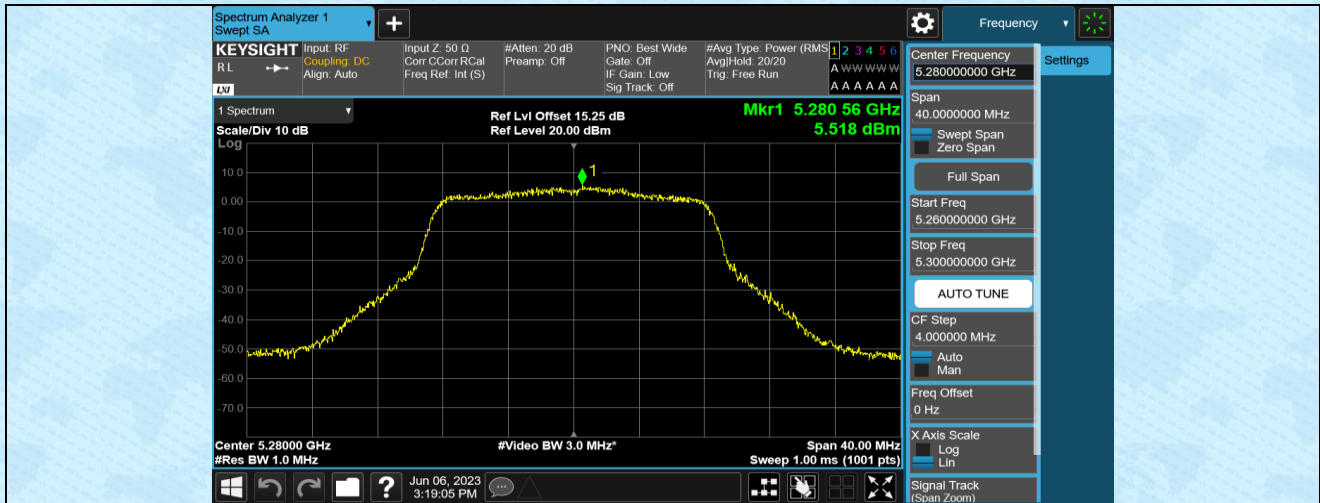 Spectrum Analyzer 1
Swept SA
+
Frequency
KEYSIGHT
R L
LXI
Input: RF
Coupling: DC
Align: Auto
Input Z: 50 Ω
Corr CCorr RCal
Freq Ref: Int (S)
#Atten: 20 dB
Preamp: Off
PNO: Best Wide
Gate: Off
IF Gain: Low
Sig Track: Off
#Avg Type: Power (RMS
Avg|Hold: 20/20
Trig: Free Run
1 2 3 4 5 6
A W W W W W
A A A A A A
1 Spectrum
Scale/Div 10 dB
Log
Ref Lvl Offset 15.25 dB
Ref Level 20.00 dBm
Mkr1 5.280 56 GHz
5.518 dBm
1
10.0
0.00
-10.0
-20.0
-30.0
-40.0
-50.0
-60.0
-70.0
Center 5.28000 GHz
#Res BW 1.0 MHz
#Video BW 3.0 MHz*
Span 40.00 MHz
Sweep 1.00 ms (1001 pts)
?
Jun 06, 2023
3:19:05 PM
Center Frequency
5.280000000 GHz
Span
40.0000000 MHz
Swept Span
Zero Span
Full Span
Start Freq
5.260000000 GHz
Stop Freq
5.300000000 GHz
AUTO TUNE
CF Step
4.000000 MHz
Auto
Man
Freq Offset
0 Hz
X Axis Scale
Log
Lin
Signal Track
(Span Zoom)
Settings